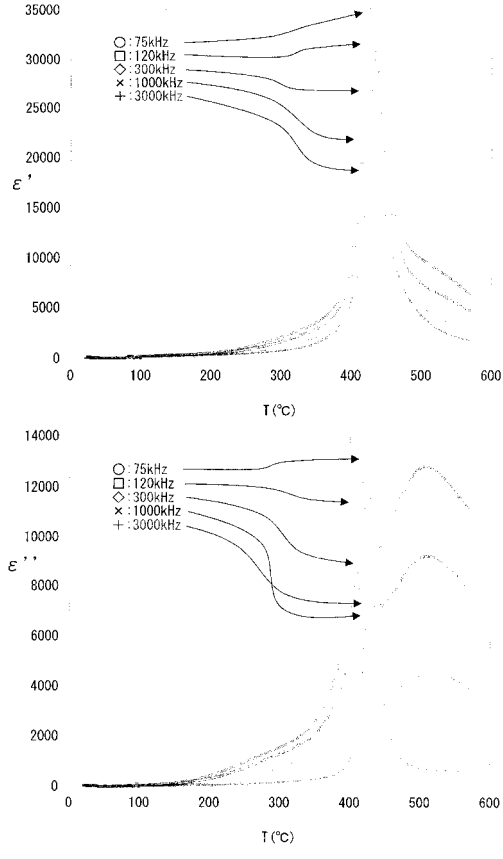 35000
30000
25000
20000
15000
10000
5000
0
ε'
○:75kHz
□:120kHz
◇:300kHz
×:1000kHz
+:3000kHz
0 100 200 300 400 500 600
T(℃)
14000
12000
10000
8000
6000
4000
2000
0
ε''
○:75kHz
□:120kHz
◇:300kHz
×:1000kHz
+:3000kHz
0 100 200 300 400 500 600
T(℃)